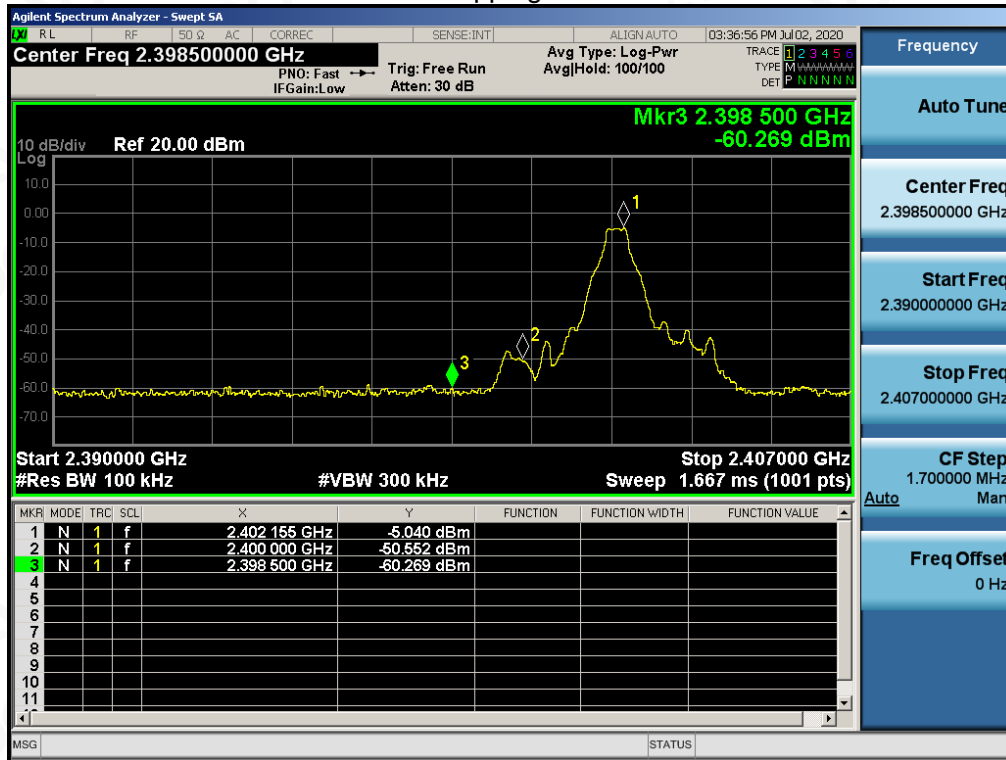 Agilent Spectrum Analyzer - Swept SA
LXI RL RF 50 Ω AC CORREC SENSE:INT ALIGN AUTO 03:36:56 PM Jul 02, 2020
Center Freq 2.398500000 GHz
PNO: Fast
IFGain:Low
Trig: Free Run
Atten: 30 dB
Avg Type: Log-Pwr
Avg|Hold: 100/100
TRACE 1 2 3 4 5 6
TYPE M WWWWW
DET P N N N N N
Mkr3 2.398 500 GHz
-60.269 dBm
10 dB/div Ref 20.00 dBm
Log
10.0
0.00
-10.0
-20.0
-30.0
-40.0
-50.0
-60.0
-70.0
1
2
3
Start 2.390000 GHz Stop 2.407000 GHz
#Res BW 100 kHz #VBW 300 kHz Sweep 1.667 ms (1001 pts)
MKR MODE TRC SCL X Y FUNCTION FUNCTION WIDTH FUNCTION VALUE
1 N 1 f 2.402 155 GHz -5.040 dBm
2 N 1 f 2.400 000 GHz -50.552 dBm
3 N 1 f 2.398 500 GHz -60.269 dBm
4
5
6
7
8
9
10
11
MSG STATUS
Frequency
Auto Tune
Center Freq
2.398500000 GHz
Start Freq
2.390000000 GHz
Stop Freq
2.407000000 GHz
CF Step
1.700000 MHz
Auto Man
Freq Offset
0 Hz